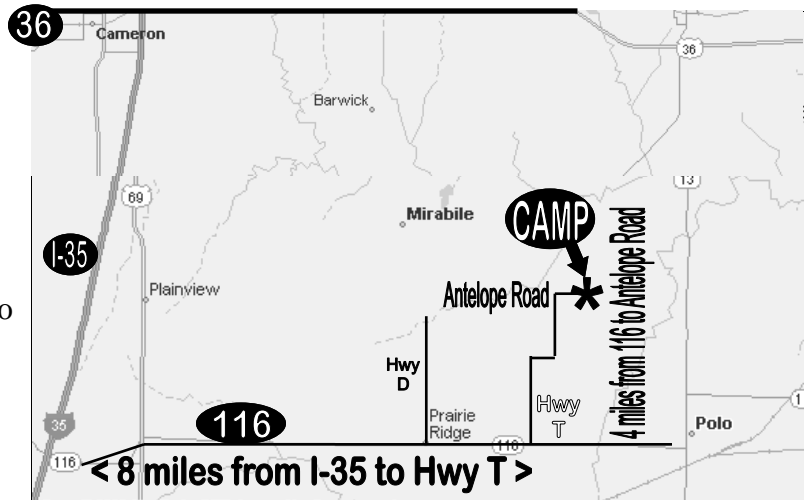 36
Cameron
36
Barwick
13
69
Mirabile
CAMP
I-35
Plainview
Antelope Road
4 miles from 116 to Antelope Road
o
Hwy
D
Hwy
T
1
35
116
Prairie
Ridge
Polo
116
116
< 8 miles from I-35 to Hwy T >